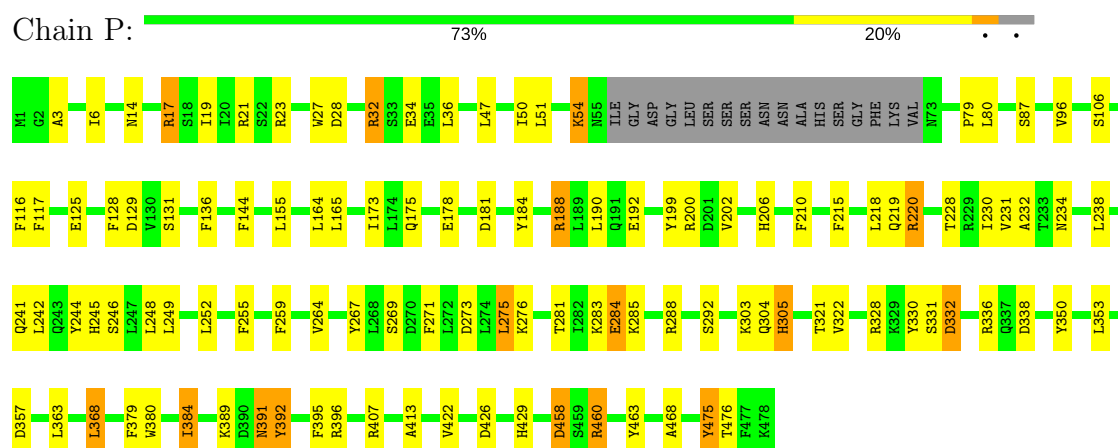 Chain P:
73% 20% • •
M1 G2 A3 I6 N14 R17 S18 I19 I20 R21 S22 R23 W27 D28 R32 S33 E34 E35 L36 L47 I50 L51 K54 N55 ILE GLY ASP GLY LEU SER SER SER ASN ASN ALA HIS SER GLY PHE LYS VAL N73 P79 L80 S87 V96 S106
F116 F117 E125 F128 D129 V130 S131 F136 F144 L155 L164 L165 I173 L174 Q175 E178 D181 Y184 R188 L189 L190 Q191 E192 Y199 R200 D201 V202 H206 F210 F215 L218 Q219 R220 T228 R229 I230 V231 A232 T233 N234 L238
Q241 L242 Q243 Y244 H245 S246 L247 L248 L249 L252 F255 F259 V264 Y267 L268 S269 D270 F271 L272 D273 L274 L275 K276 T281 I282 K283 E284 K285 R288 S292 K303 Q304 H305 T321 V322 R328 K329 Y330 S331 D332 R336 Q337 D338 Y350 L353
D357 L363 L368 F379 W380 I384 K389 D390 N391 Y392 F395 R396 R407 A413 V422 D426 H429 D458 S459 R460 Y463 A468 Y475 T476 F477 K478